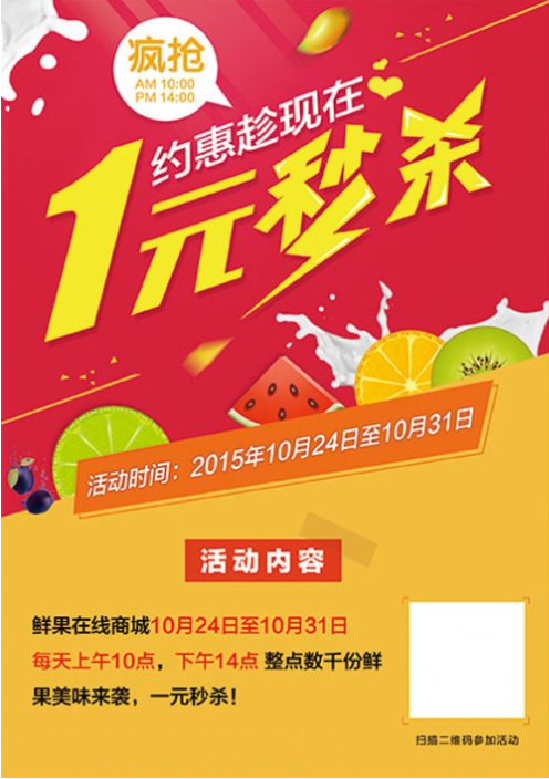 疯抢
AM 10:00
PM 14:00
约惠趁现在
1元秒杀
活动时间：2015年10月24日至10月31日
活动内容
鲜果在线商城10月24日至10月31日
每天上午10点，下午14点 整点数千份鲜
果美味来袭，一元秒杀！
扫描二维码参加活动